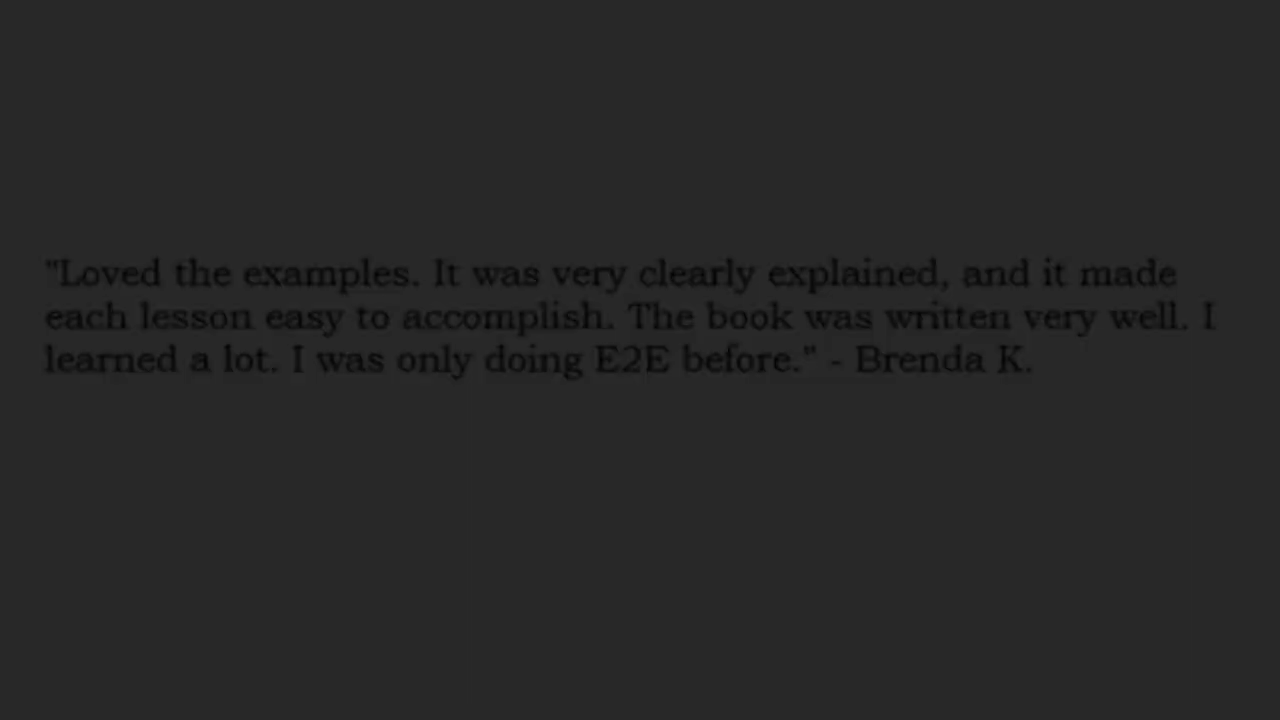 "Loved the examples. It was very clearly explained, and it made
each lesson easy to accomplish. The book was written very well. I
learned a lot. I was only doing E2E before." - Brenda K.